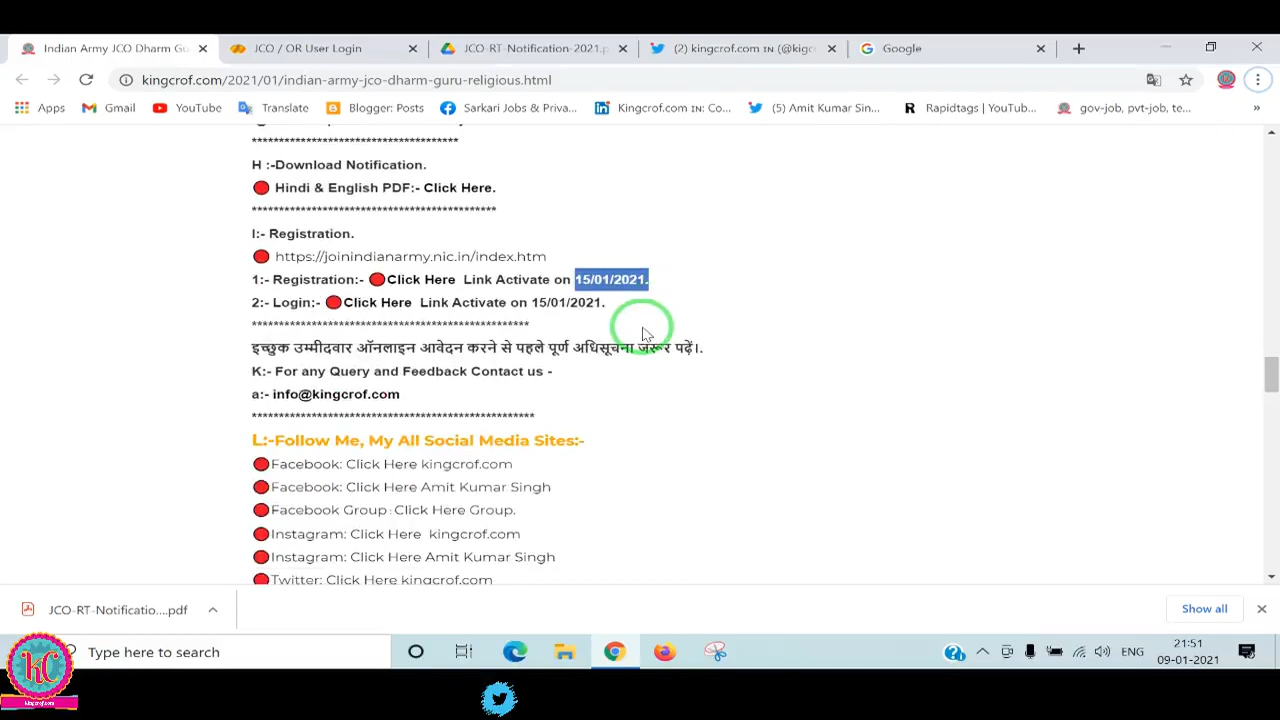 Indian Army JCO Dharm Gu
JCO / OR User Login
JCO-RT-Notification-2021.p
(2) kingcrof.com IN (@kigc
Google
kingcrof.com/2021/01/indian-army-jco-dharm-guru-religious.html
Apps
Gmail
YouTube
Translate
Blogger: Posts
Sarkari Jobs & Priva...
Kingcrof.com IN: Co...
(5) Amit Kumar Sin...
Rapidtags | YouTub...
gov-job, pvt-job, te...
»
*************************************
H :-Download Notification.
Hindi & English PDF:- Click Here.
********************************************
I:- Registration.
https://joinindianarmy.nic.in/index.htm
1:- Registration:- Click Here Link Activate on 15/01/2021.
2:- Login:- Click Here Link Activate on 15/01/2021.
**************************************************
इच्छुक उम्मीदवार ऑनलाइन आवेदन करने से पहले पूर्ण अधिसूचना जरूर पढ़ें।.
K:- For any Query and Feedback Contact us -
a:- info@kingcrof.com
***************************************************
L:-Follow Me, My All Social Media Sites:-
Facebook: Click Here kingcrof.com
Facebook: Click Here Amit Kumar Singh
Facebook Group : Click Here Group.
Instagram: Click Here kingcrof.com
Instagram: Click Here Amit Kumar Singh
Twitter: Click Here kingcrof.com
JCO-RT-Notificatio....pdf
Show all
Type here to search
ENG
21:51
09-01-2021
KC
kingcrof.com